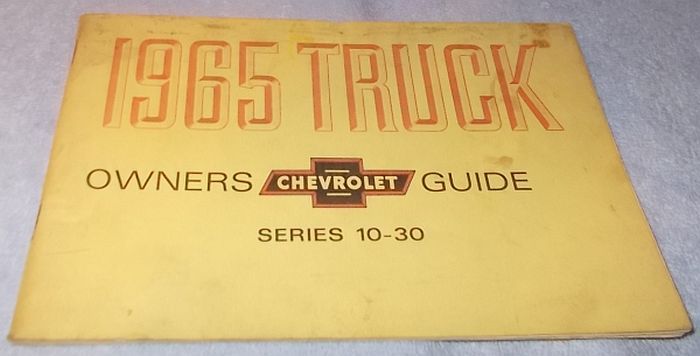 1965 TRUCK
OWNERS CHEVROLET GUIDE
SERIES 10-30